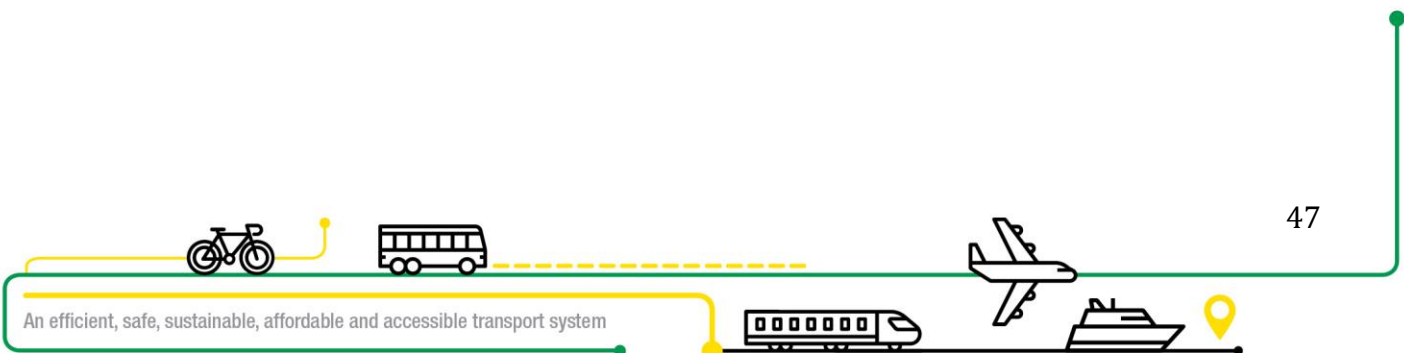 47
An efficient, safe, sustainable, affordable and accessible transport system